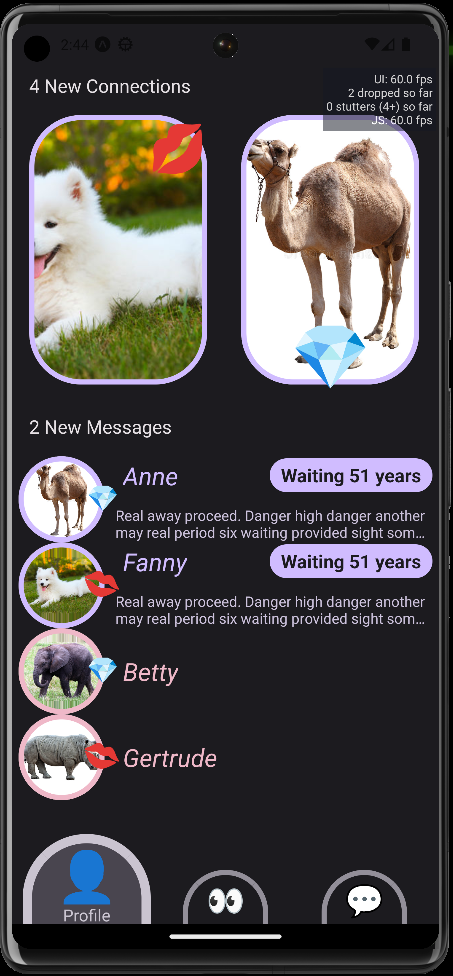 2:44
UI: 60.0 fps
2 dropped so far
0 stutters (4+) so far
JS: 60.0 fps
4 New Connections
2 New Messages
Anne
Waiting 51 years
Real away proceed. Danger high danger another
may real period six waiting provided sight som…
Fanny
Waiting 51 years
Real away proceed. Danger high danger another
may real period six waiting provided sight som…
Betty
Gertrude
Profile